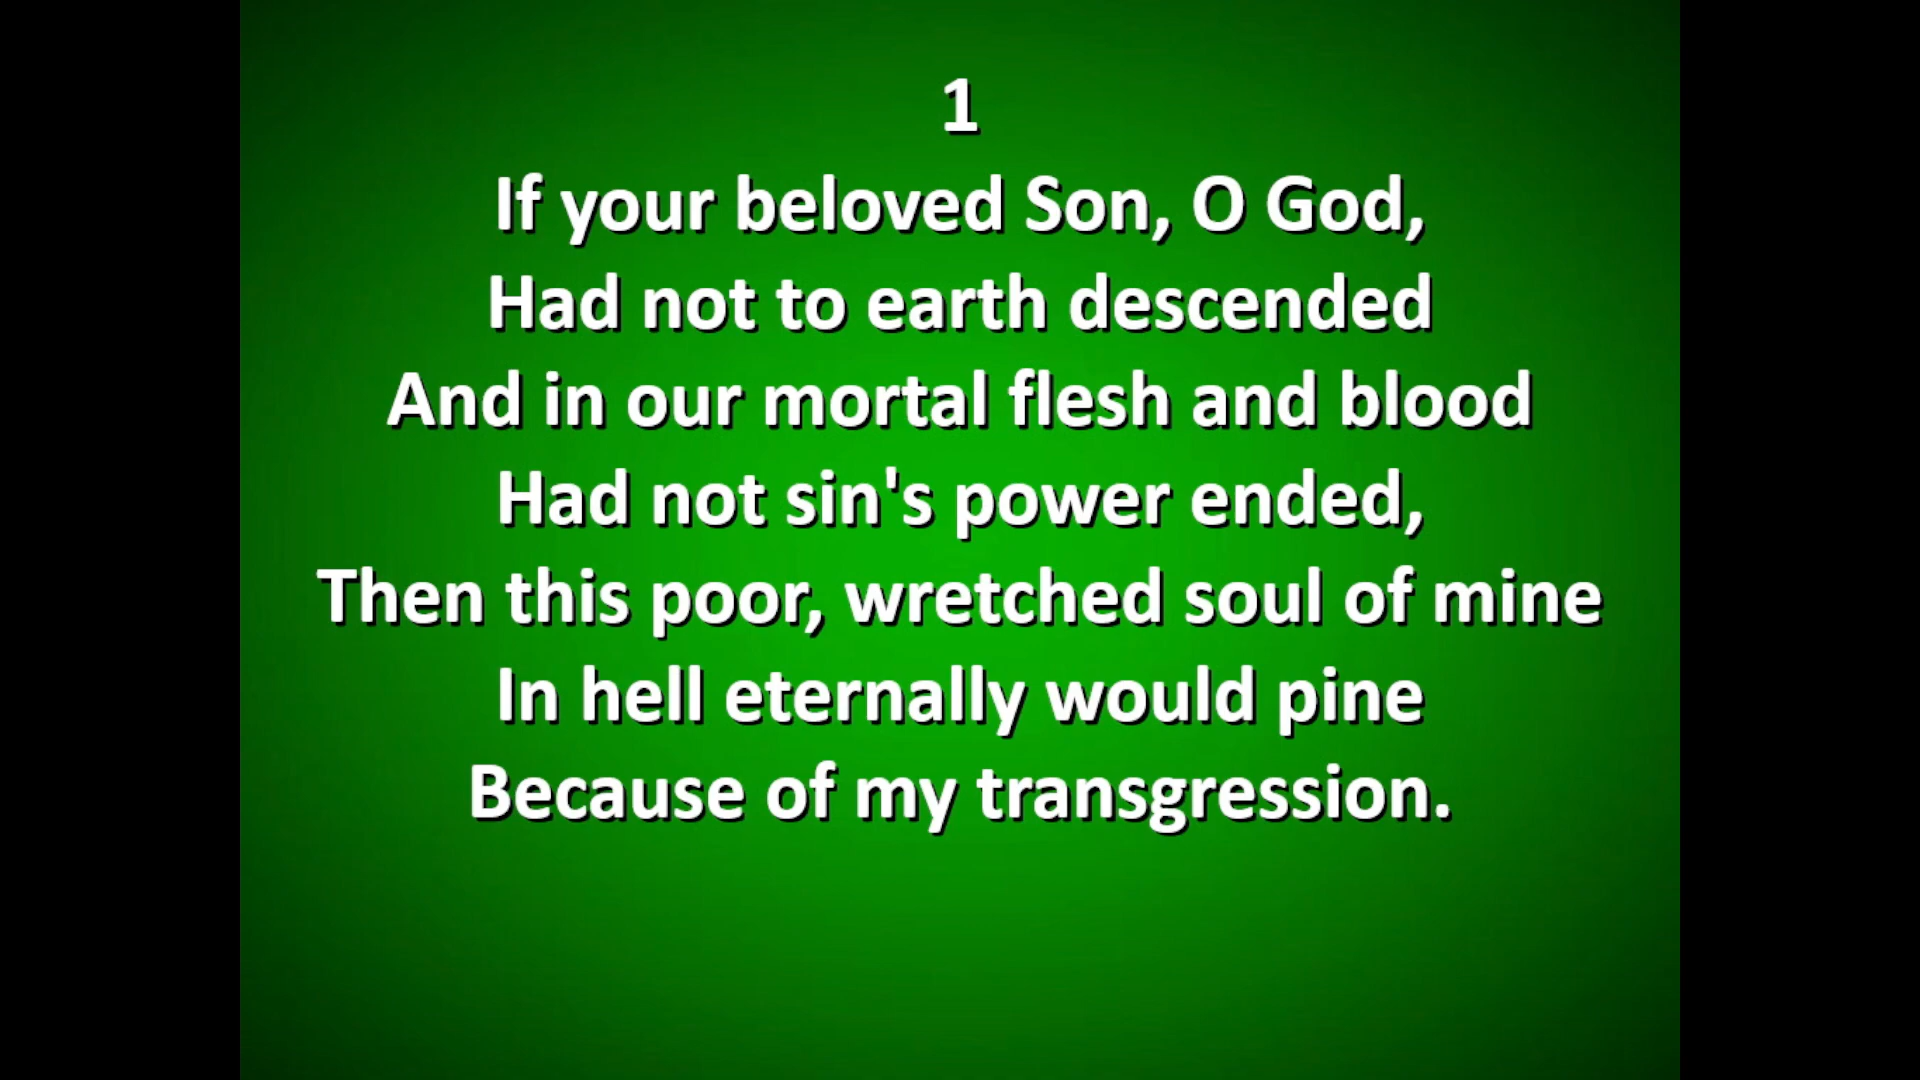 1
If your beloved Son, O God,
Had not to earth descended
And in our mortal flesh and blood
Had not sin's power ended,
Then this poor, wretched soul of mine
In hell eternally would pine
Because of my transgression.